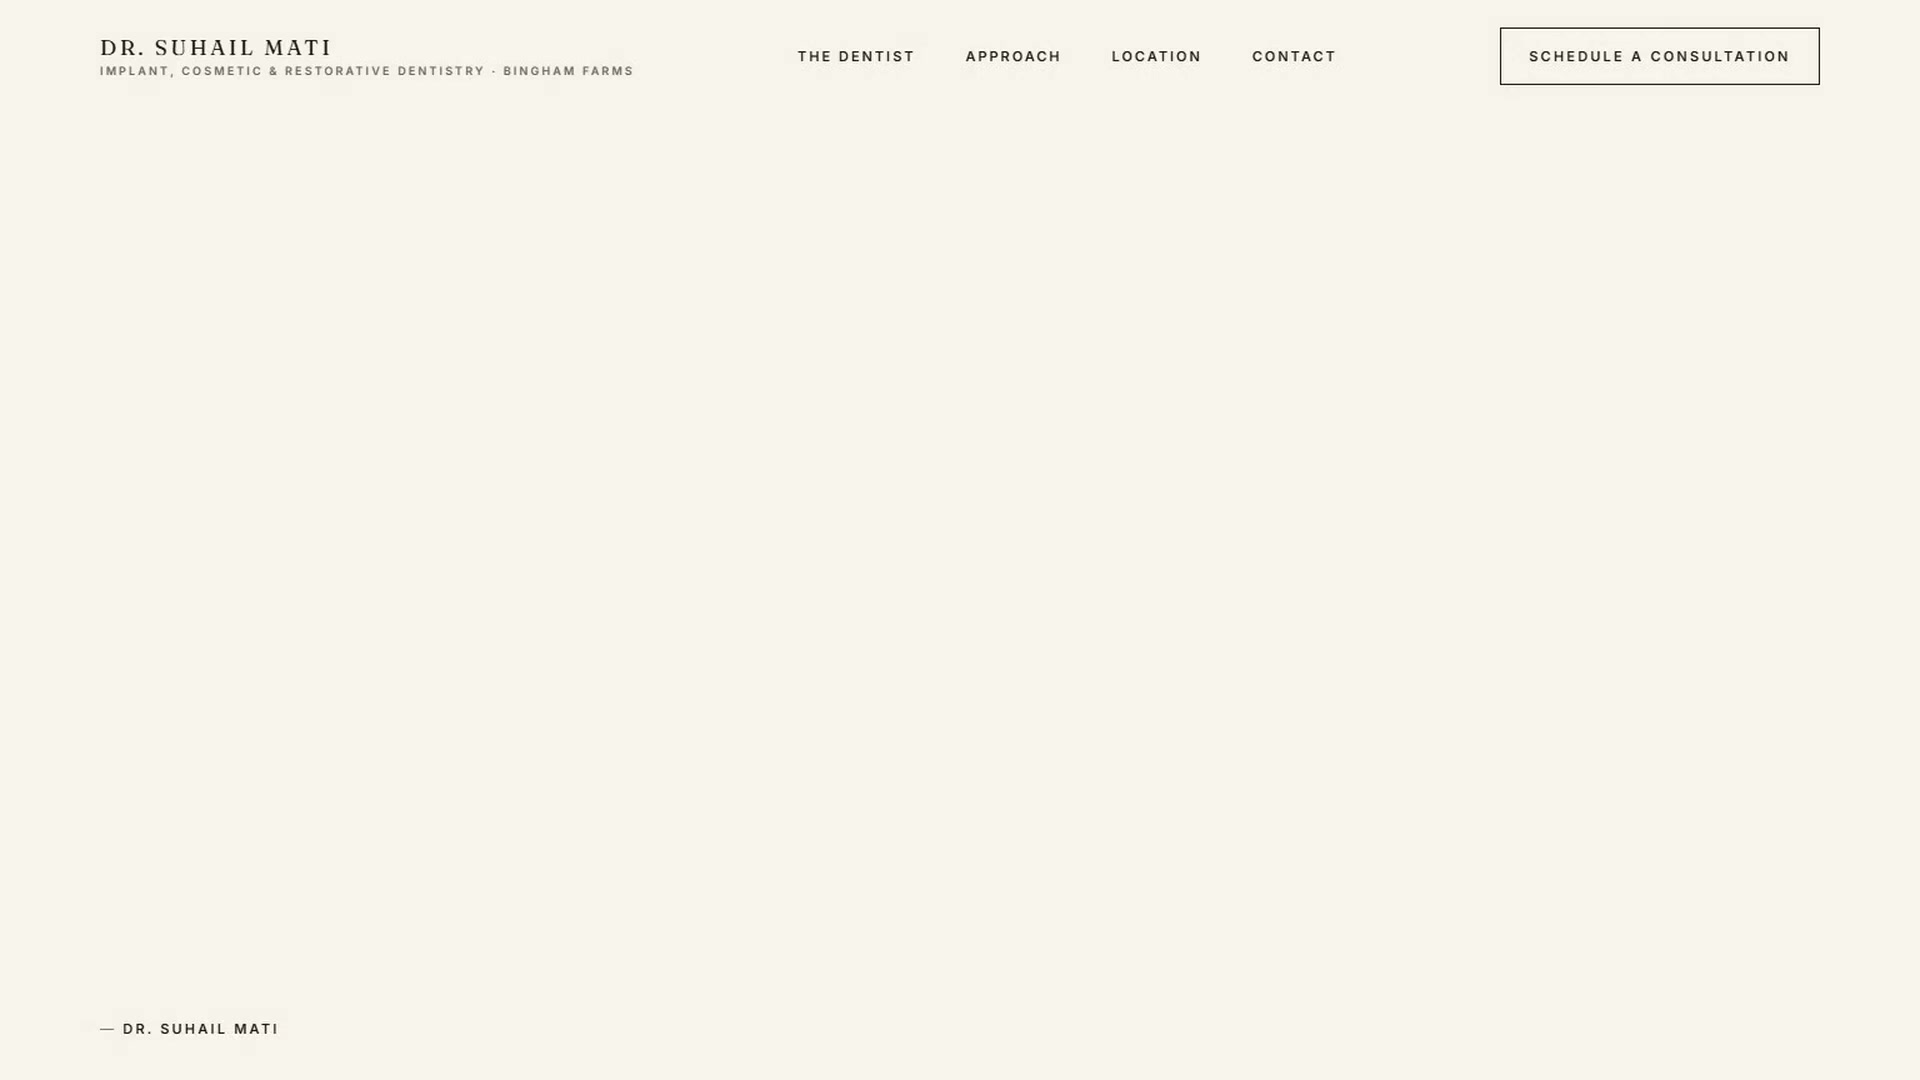 DR. SUHAIL MATI
IMPLANT, COSMETIC & RESTORATIVE DENTISTRY · BINGHAM FARMS
THE DENTIST
APPROACH
LOCATION
CONTACT
SCHEDULE A CONSULTATION
— DR. SUHAIL MATI